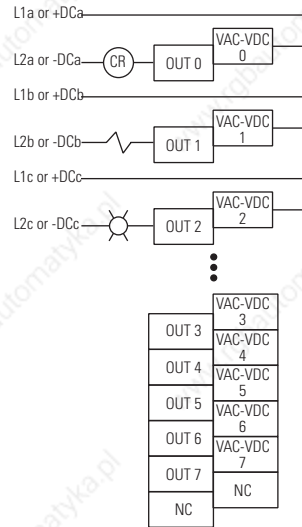 L1a or +DCa
VAC-VDC
0
L2a or -DCa
CR
OUT 0
L1b or +DCb
VAC-VDC
1
L2b or -DCb
OUT 1
L1c or +DCc
VAC-VDC
2
L2c or -DCc
OUT 2
VAC-VDC
3
OUT 3
VAC-VDC
4
OUT 4
VAC-VDC
5
OUT 5
VAC-VDC
6
OUT 6
VAC-VDC
7
OUT 7
NC
NC